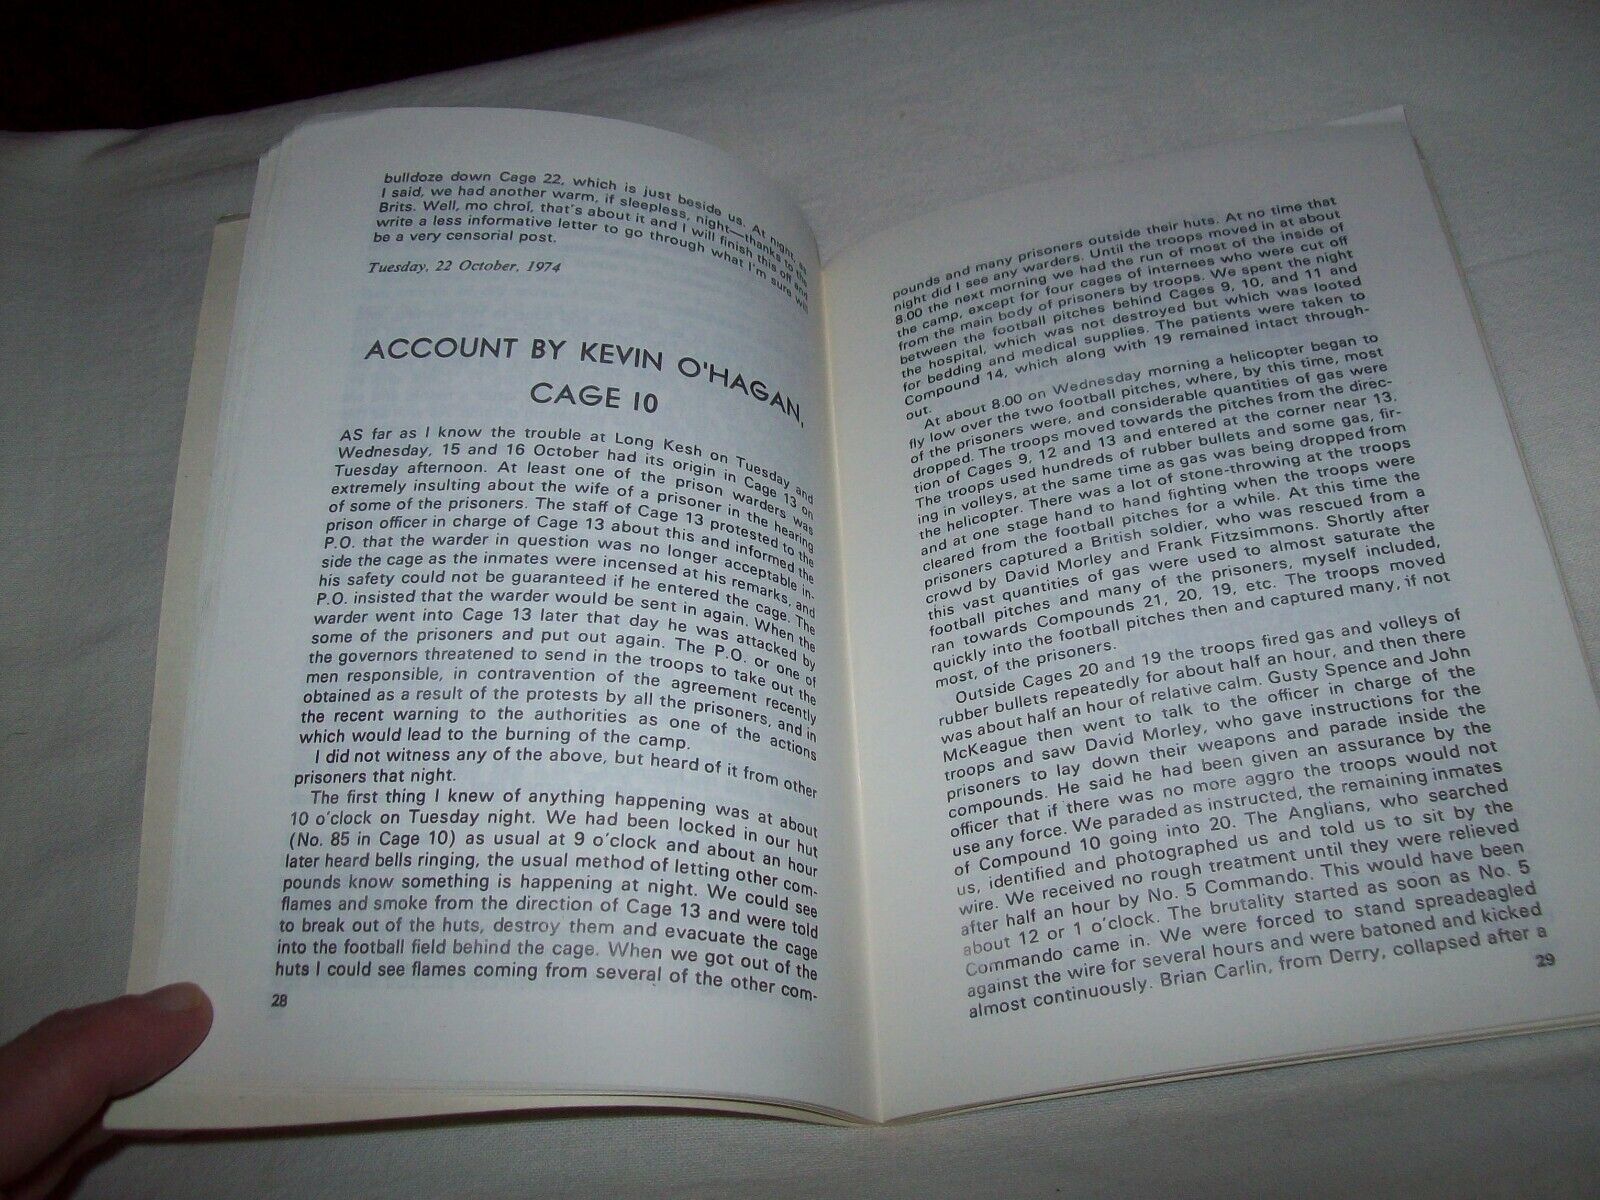 bulldoze down Cage 22, which is just beside us. At night, as
I said, we had another warm, if sleepless, night—thanks to the
Brits. Well, mo chrol, that's about it and I will finish this off and
write a less informative letter to go through what I'm sure will
be a very censorial post.
Tuesday, 22 October, 1974
ACCOUNT BY KEVIN O'HAGAN,
CAGE 10
AS far as I know the trouble at Long Kesh on Tuesday and
Wednesday, 15 and 16 October had its origin in Cage 13 on
Tuesday afternoon. At least one of the prison warders was
extremely insulting about the wife of a prisoner in the hearing
of some of the prisoners. The staff of Cage 13 protested to the
prison officer in charge of Cage 13 about this and informed the
P.O. that the warder in question was no longer acceptable in-
side the cage as the inmates were incensed at his remarks, and
his safety could not be guaranteed if he entered the cage. The
P.O. insisted that the warder would be sent in again. When the
warder went into Cage 13 later that day he was attacked by
some of the prisoners and put out again. The P.O. or one of
the governors threatened to send in the troops to take out the
men responsible, in contravention of the agreement recently
obtained as a result of the protests by all the prisoners, and in
the recent warning to the authorities as one of the actions
which would lead to the burning of the camp.
I did not witness any of the above, but heard of it from other
prisoners that night.
The first thing I knew of anything happening was at about
10 o'clock on Tuesday night. We had been locked in our hut
(No. 85 in Cage 10) as usual at 9 o'clock and about an hour
later heard bells ringing, the usual method of letting other com-
pounds know something is happening at night. We could see
flames and smoke from the direction of Cage 13 and were told
to break out of the huts, destroy them and evacuate the cage
into the football field behind the cage. When we got out of the
huts I could see flames coming from several of the other com-
28
pounds and many prisoners outside their huts. At no time that
night did I see any warders. Until the troops moved in at about
8.00 the next morning we had the run of most of the inside of
the camp, except for four cages of internees who were cut off
from the main body of prisoners by troops. We spent the night
between the football pitches behind Cages 9, 10, and 11 and
the hospital, which was not destroyed but which was looted
for bedding and medical supplies. The patients were taken to
Compound 14, which along with 19 remained intact through-
out.
At about 8.00 on Wednesday morning a helicopter began to
fly low over the two football pitches, where, by this time, most
of the prisoners were, and considerable quantities of gas were
dropped. The troops moved towards the pitches from the direc-
tion of Cages 9, 12 and 13 and entered at the corner near 13.
The troops used hundreds of rubber bullets and some gas, fir-
ing in volleys, at the same time as gas was being dropped from
the helicopter. There was a lot of stone-throwing at the troops
and at one stage hand to hand fighting when the troops were
cleared from the football pitches for a while. At this time the
prisoners captured a British soldier, who was rescued from a
crowd by David Morley and Frank Fitzsimmons. Shortly after
this vast quantities of gas were used to almost saturate the
football pitches and many of the prisoners, myself included,
ran towards Compounds 21, 20, 19, etc. The troops moved
quickly into the football pitches then and captured many, if not
most, of the prisoners.
Outside Cages 20 and 19 the troops fired gas and volleys of
rubber bullets repeatedly for about half an hour, and then there
was about half an hour of relative calm. Gusty Spence and John
McKeague then went to talk to the officer in charge of the
troops and saw David Morley, who gave instructions for the
prisoners to lay down their weapons and parade inside the
compounds. He said he had been given an assurance by the
officer that if there was no more aggro the troops would not
use any force. We paraded as instructed, the remaining inmates
of Compound 10 going into 20. The Anglians, who searched
us, identified and photographed us and told us to sit by the
wire. We received no rough treatment until they were relieved
after half an hour by No. 5 Commando. This would have been
about 12 or 1 o'clock. The brutality started as soon as No. 5
Commando came in. We were forced to stand spreadeagled
against the wire for several hours and were batoned and kicked
almost continuously. Brian Carlin, from Derry, collapsed after a
29